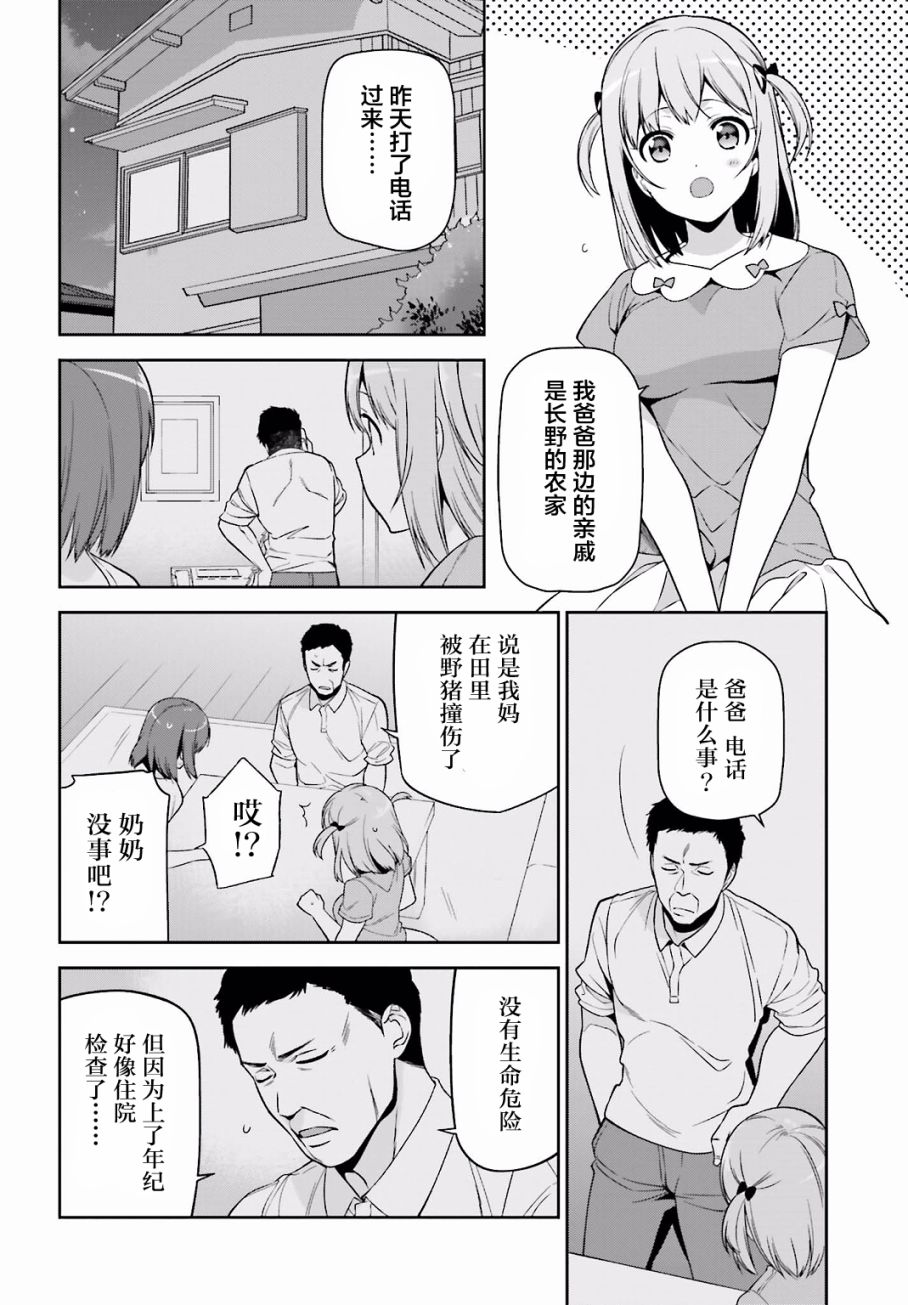 我爸爸那边的亲戚
是长野的农家
昨天打了电话
过来……
爸爸 电话
是什么事？
说是我妈
在田里
被野猪撞伤了
哎!?
奶奶
没事吧!?
没有生命危险
但因为上了年纪
好像住院
检查了……